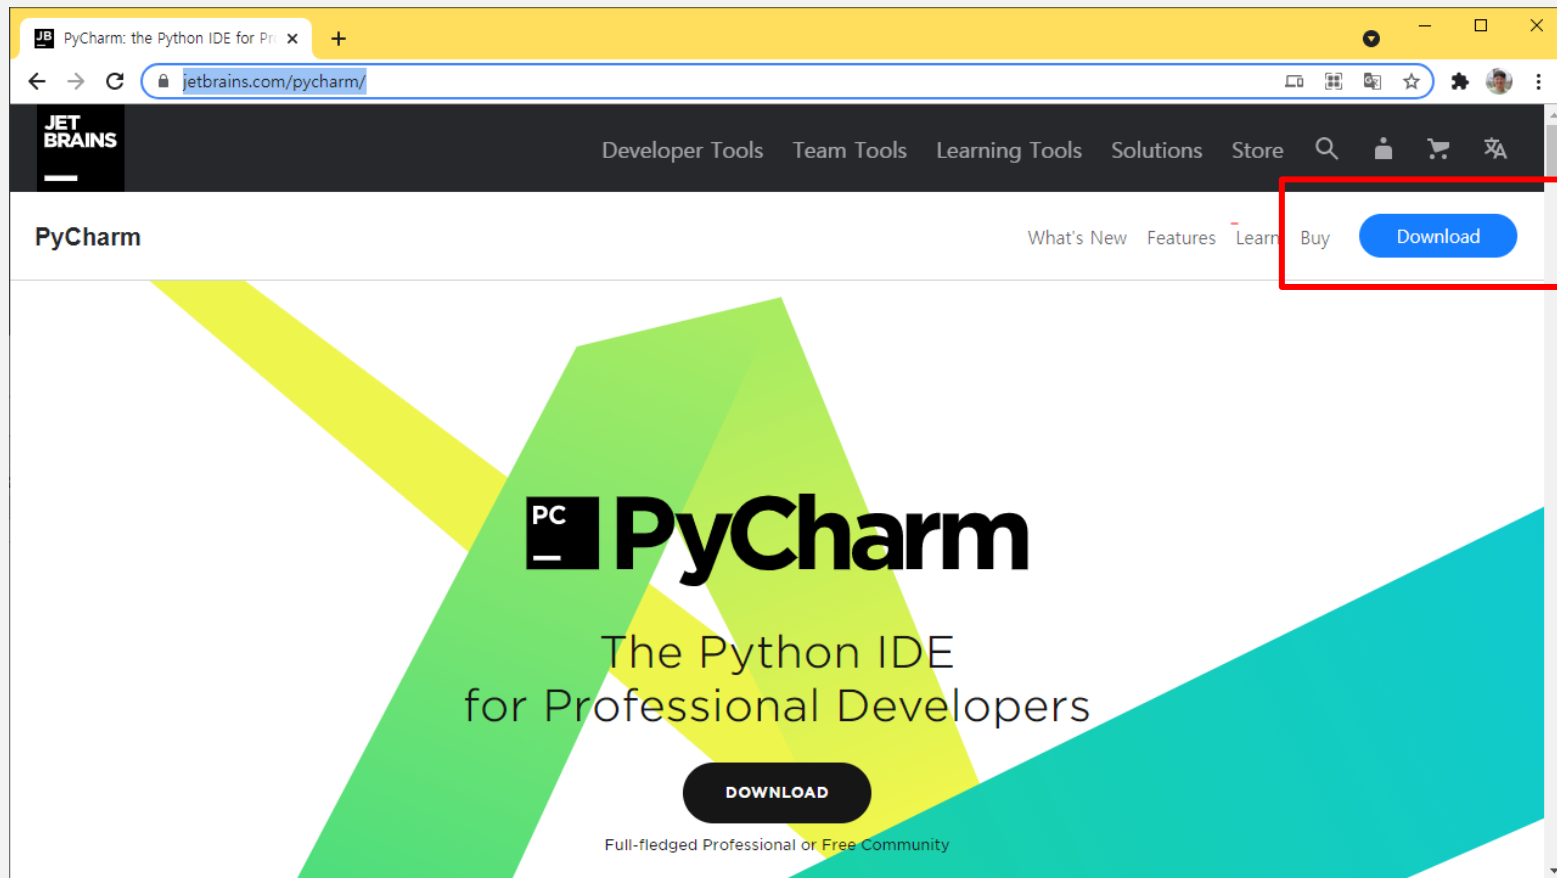 JB PyCharm: the Python IDE for Pro
jetbrains.com/pycharm/
JET
BRAINS
Developer Tools Team Tools Learning Tools Solutions Store
PyCharm
What's New Features Learn Buy Download
PC
PyCharm
The Python IDE
for Professional Developers
DOWNLOAD
Full-fledged Professional or Free Community